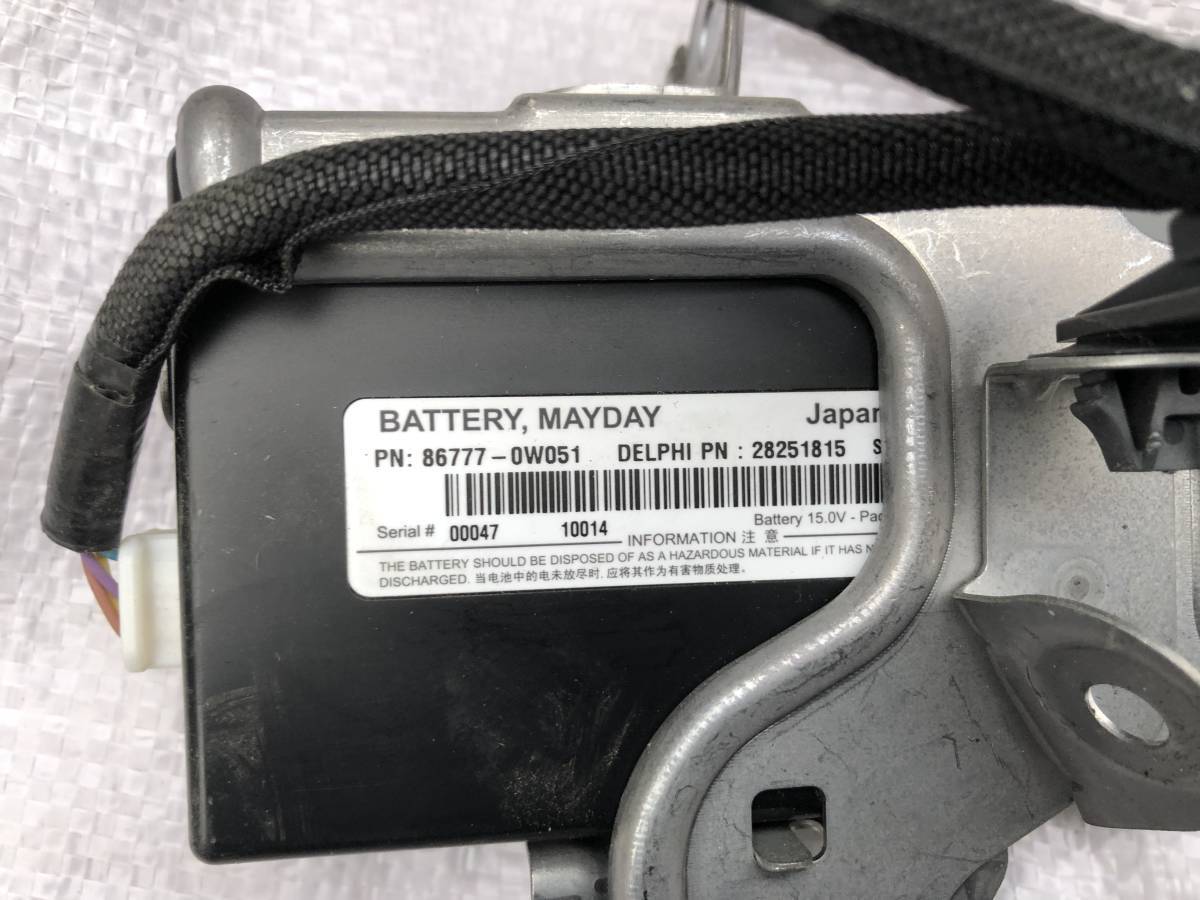 BATTERY, MAYDAY Japan
PN: 86777-0W051 DELPHI PN : 28251815
Serial # 00047 10014 Battery 15.0V -
INFORMATION 注 意
THE BATTERY SHOULD BE DISPOSED OF AS A HAZARDOUS MATERIAL IF IT HAS
DISCHARGED. 当电池中的电未放尽时, 应将其作为有害物质处理。